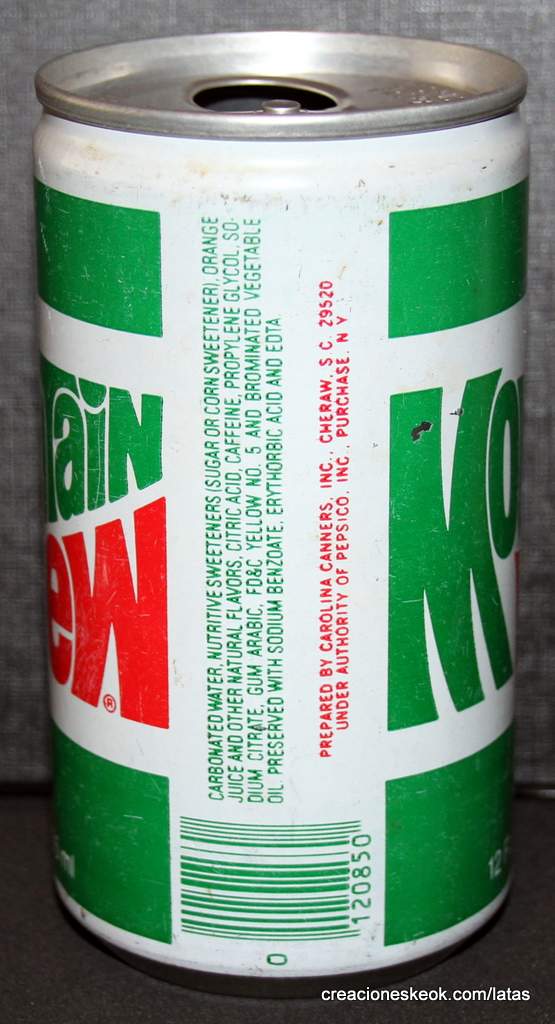 ain
ew®
CARBONATED WATER, NUTRITIVE SWEETENERS (SUGAR OR CORN SWEETENER), ORANGE
JUICE AND OTHER NATURAL FLAVORS, CITRIC ACID, CAFFEINE, PROPYLENE GLYCOL, SO-
DIUM CITRATE, GUM ARABIC, FD&C YELLOW NO. 5 AND BROMINATED VEGETABLE
OIL. PRESERVED WITH SODIUM BENZOATE, ERYTHORBIC ACID AND EDTA
PREPARED BY CAROLINA CANNERS, INC., CHERAW, S.C. 29520
UNDER AUTHORITY OF PEPSICO, INC., PURCHASE, N Y
Mo
ml
12 F
120850
0
creacioneskeok.com/latas